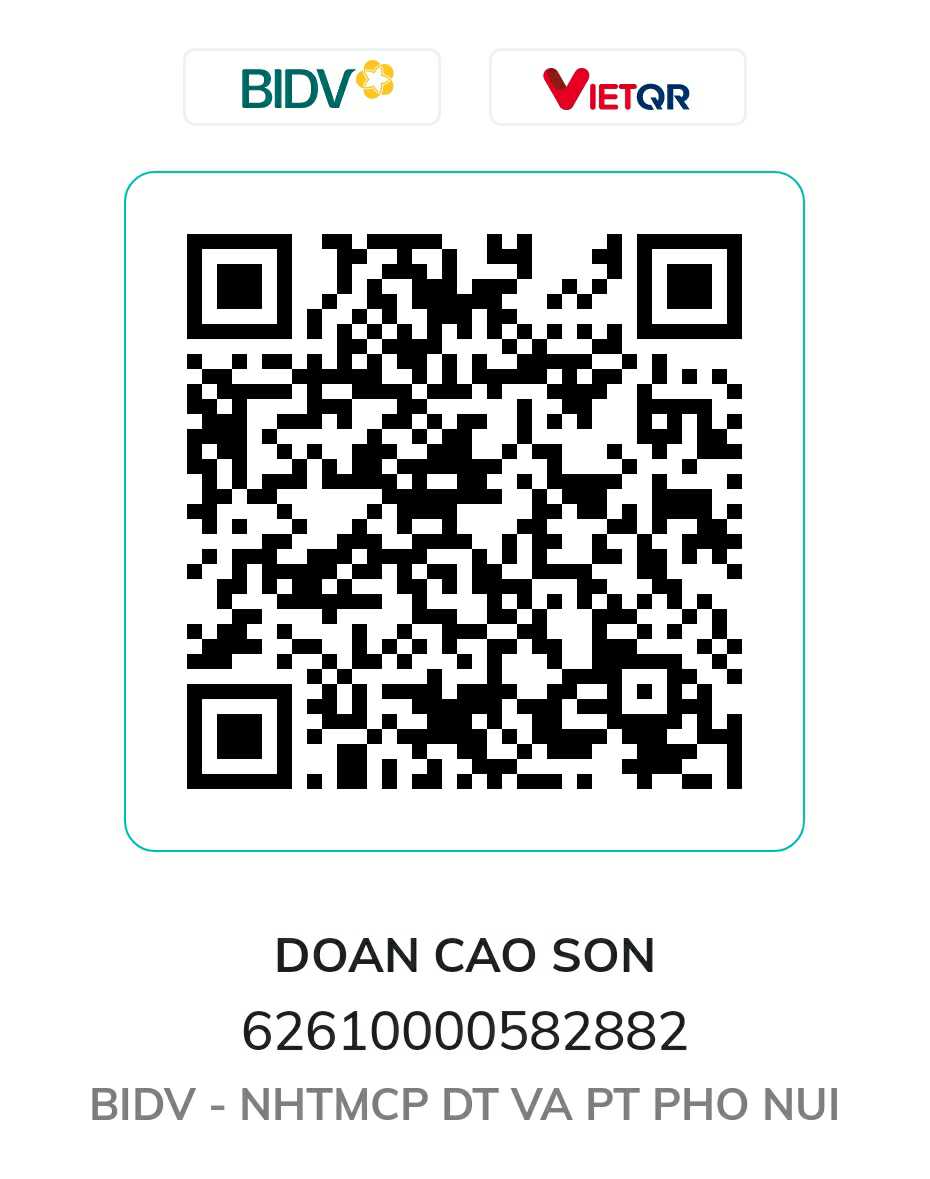 BIDV VIETQR
DOAN CAO SON
62610000582882
BIDV - NHTMCP DT VA PT PHO NUI